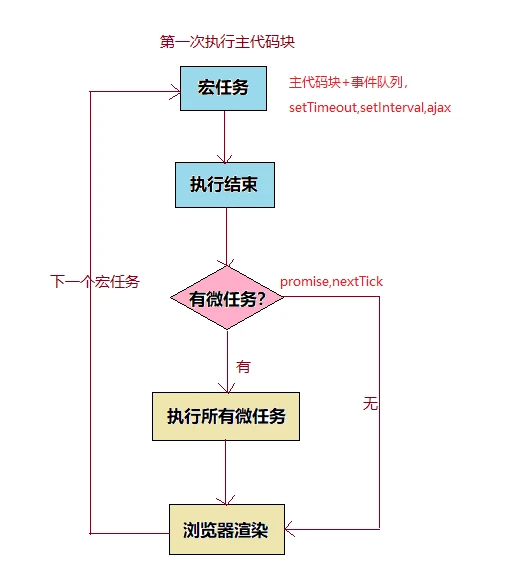 第一次执行主代码块
宏任务
主代码块+事件队列，
setTimeout,setInterval,ajax
执行结束
下一个宏任务
有微任务？
promise,nextTick
有
无
执行所有微任务
浏览器渲染